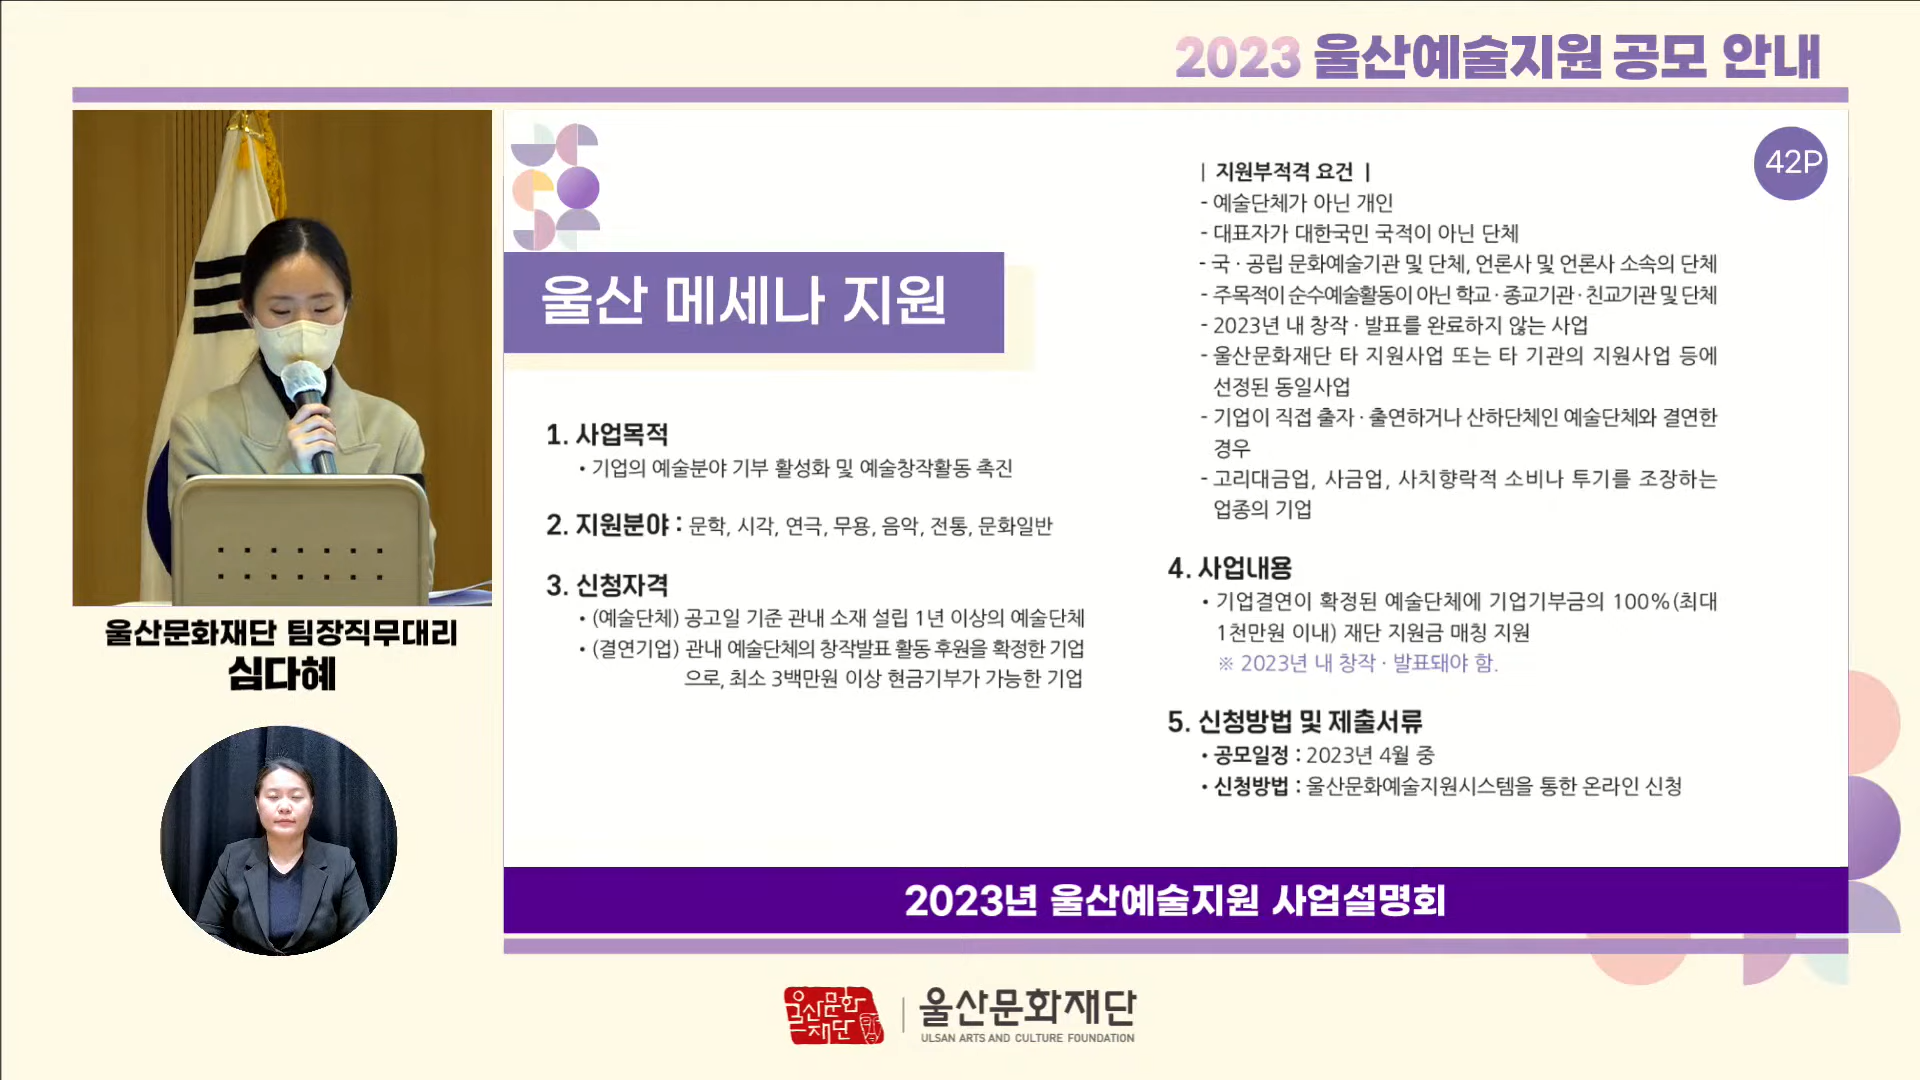 2023 울산예술지원 공모 안내
42P
울산 메세나 지원
1. 사업목적
• 기업의 예술분야 기부 활성화 및 예술창작활동 촉진
2. 지원분야 : 문학, 시각, 연극, 무용, 음악, 전통, 문화일반
3. 신청자격
• (예술단체) 공고일 기준 관내 소재 설립 1년 이상의 예술단체
• (결연기업) 관내 예술단체의 창작발표 활동 후원을 확정한 기업
으로, 최소 3백만원 이상 현금기부가 가능한 기업
| 지원부적격 요건 |
- 예술단체가 아닌 개인
- 대표자가 대한국민 국적이 아닌 단체
- 국 · 공립 문화예술기관 및 단체, 언론사 및 언론사 소속의 단체
- 주목적이 순수예술활동이 아닌 학교 · 종교기관 · 친교기관 및 단체
- 2023년 내 창작 · 발표를 완료하지 않는 사업
- 울산문화재단 타 지원사업 또는 타 기관의 지원사업 등에
선정된 동일사업
- 기업이 직접 출자 · 출연하거나 산하단체인 예술단체와 결연한
경우
- 고리대금업, 사금업, 사치향락적 소비나 투기를 조장하는
업종의 기업
4. 사업내용
• 기업결연이 확정된 예술단체에 기업기부금의 100%(최대
1천만원 이내) 재단 지원금 매칭 지원
※ 2023년 내 창작 · 발표돼야 함.
5. 신청방법 및 제출서류
• 공모일정 : 2023년 4월 중
• 신청방법 : 울산문화예술지원시스템을 통한 온라인 신청
울산문화재단 팀장직무대리
심다혜
2023년 울산예술지원 사업설명회
울산문화
재단
울산문화재단
ULSAN ARTS AND CULTURE FOUNDATION